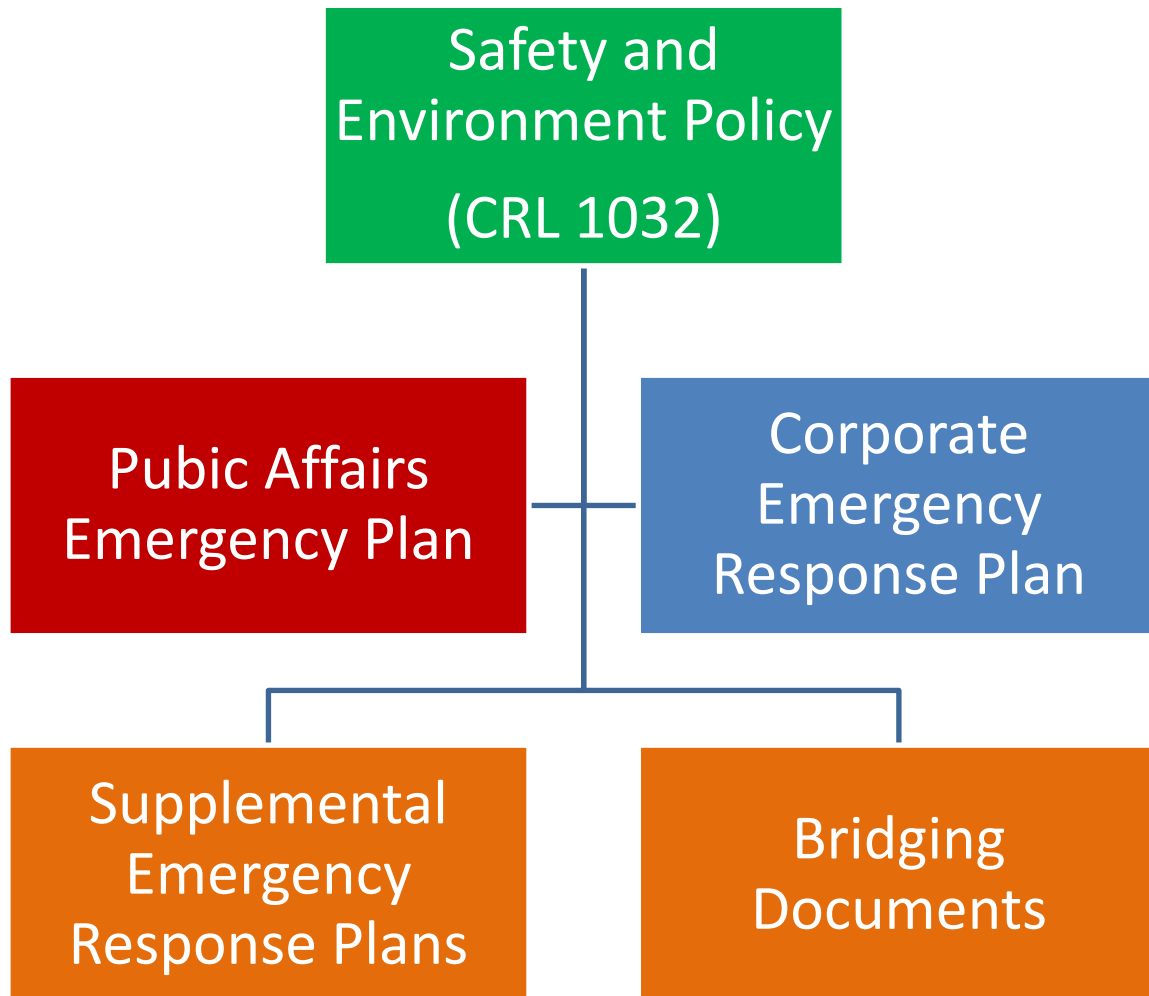 Safety and
Environment Policy
(CRL 1032)
Pubic Affairs
Emergency Plan
Corporate
Emergency
Response Plan
Supplemental
Emergency
Response Plans
Bridging
Documents